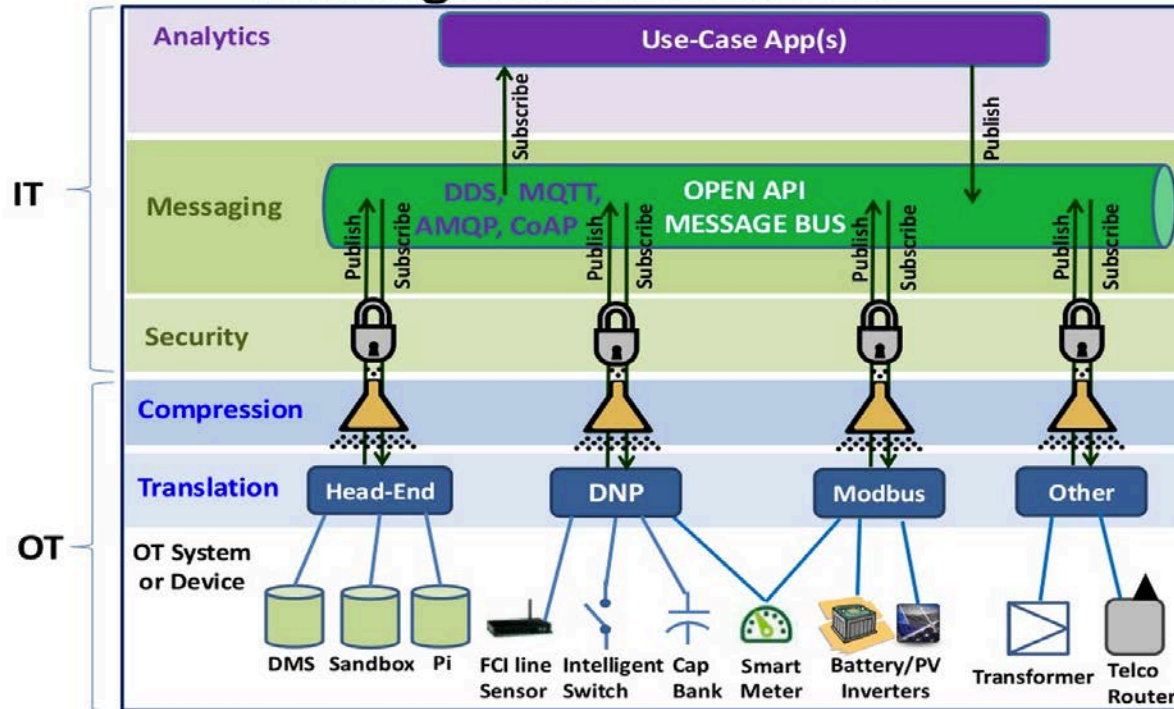 Analytics
Use-Case App(s)
Subscribe
Publish
IT
Messaging
DDS, MQTT,
AMQP, CoAP
OPEN API
MESSAGE BUS
Publish
Subscribe
Publish
Subscribe
Publish
Subscribe
Publish
Subscribe
Security
Compression
Translation
Head-End
DNP
Modbus
Other
OT
OT System
or Device
DMS
Sandbox
Pi
FCI line
Sensor
Intelligent
Switch
Cap
Bank
Smart
Meter
Battery/PV
Inverters
Transformer
Telco
Router